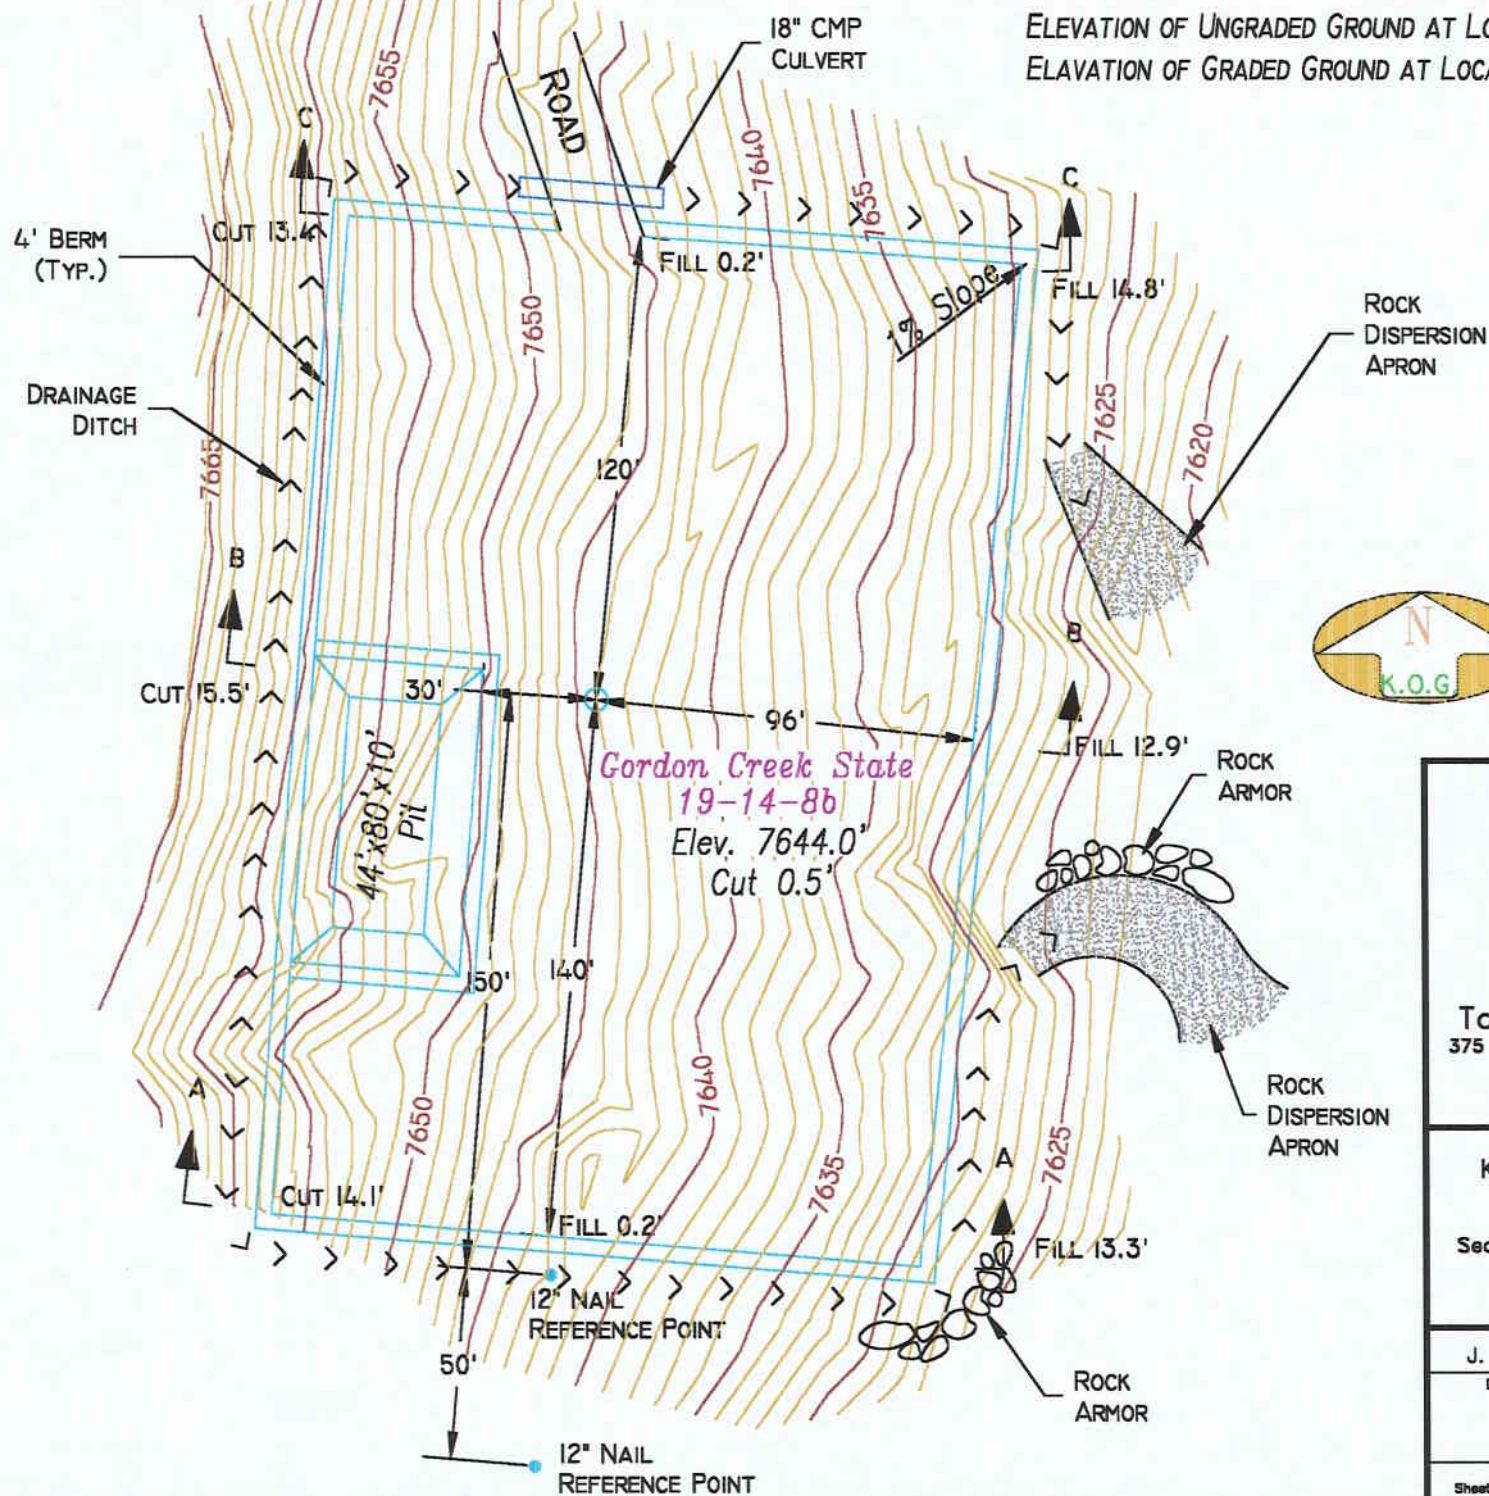 ELEVATION OF UNGRADED GROUND AT
ELAVATION OF GRADED GROUND AT
18" CMP
CULVERT
ROAD
7655
7640
7635
C
C
4' BERM
(TYP.)
CUT 13.4'
FILL 0.2'
1% Slope
FILL 14.8'
ROCK
DISPERSION
APRON
7650
DRAINAGE
DITCH
7665
120'
7625
7620
B
B
N
K.O.G.
CUT 15.5'
30'
96'
FILL 12.9'
Gordon Creek State
19-14-8b
Elev. 7644.0'
Cut 0.5'
44'x80'x10'
Pit
ROCK
ARMOR
150'
140'
375
ROCK
DISPERSION
APRON
A
7650
7640
7635
A
7625
CUT 14.1'
FILL 0.2'
FILL 13.3'
12" NAIL
REFERENCE POINT
50'
ROCK
ARMOR
J.
12" NAIL
REFERENCE POINT